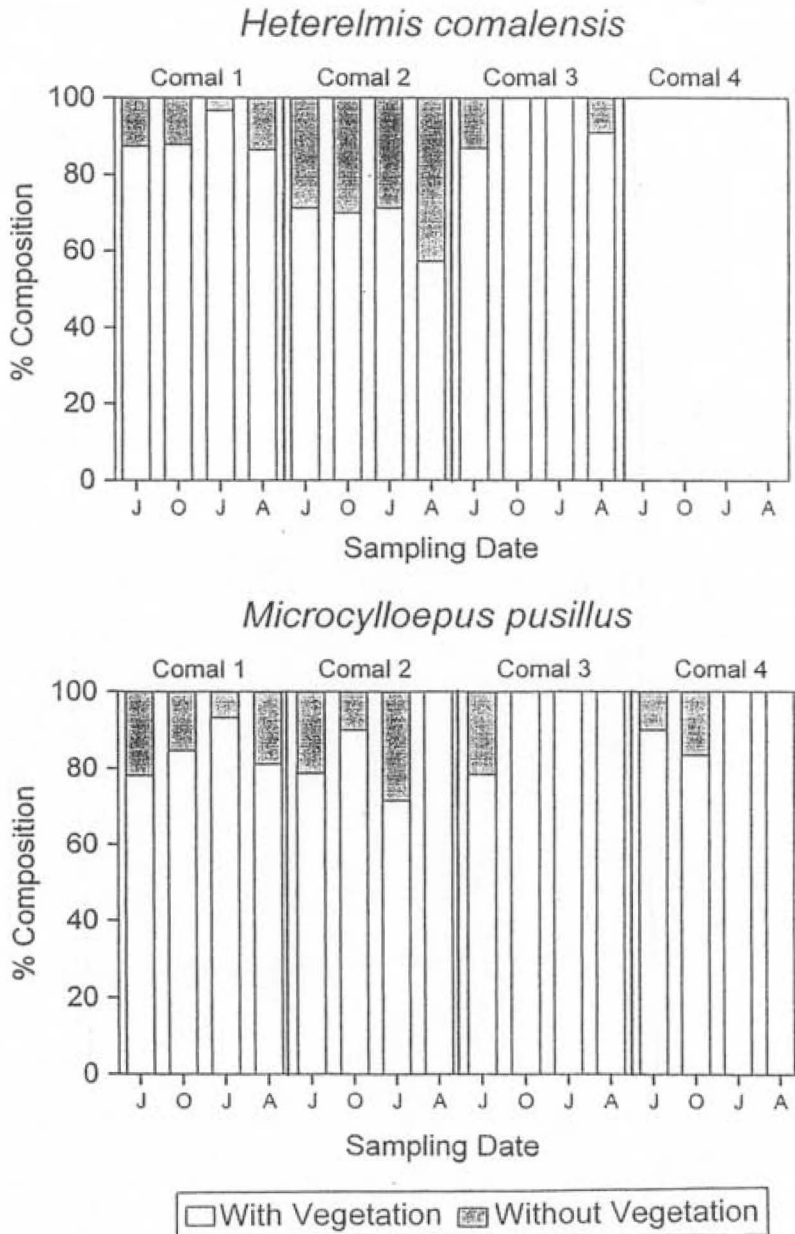 Heterelmis comalensis
Comal 1 Comal 2 Comal 3 Comal 4
100
80
60
40
20
0
% Composition
J O J A J O J A J O J A J O J A
Sampling Date
Microcylloepus pusillus
Comal 1 Comal 2 Comal 3 Comal 4
100
80
60
40
20
0
% Composition
J O J A J O J A J O J A J O J A
Sampling Date
With Vegetation Without Vegetation